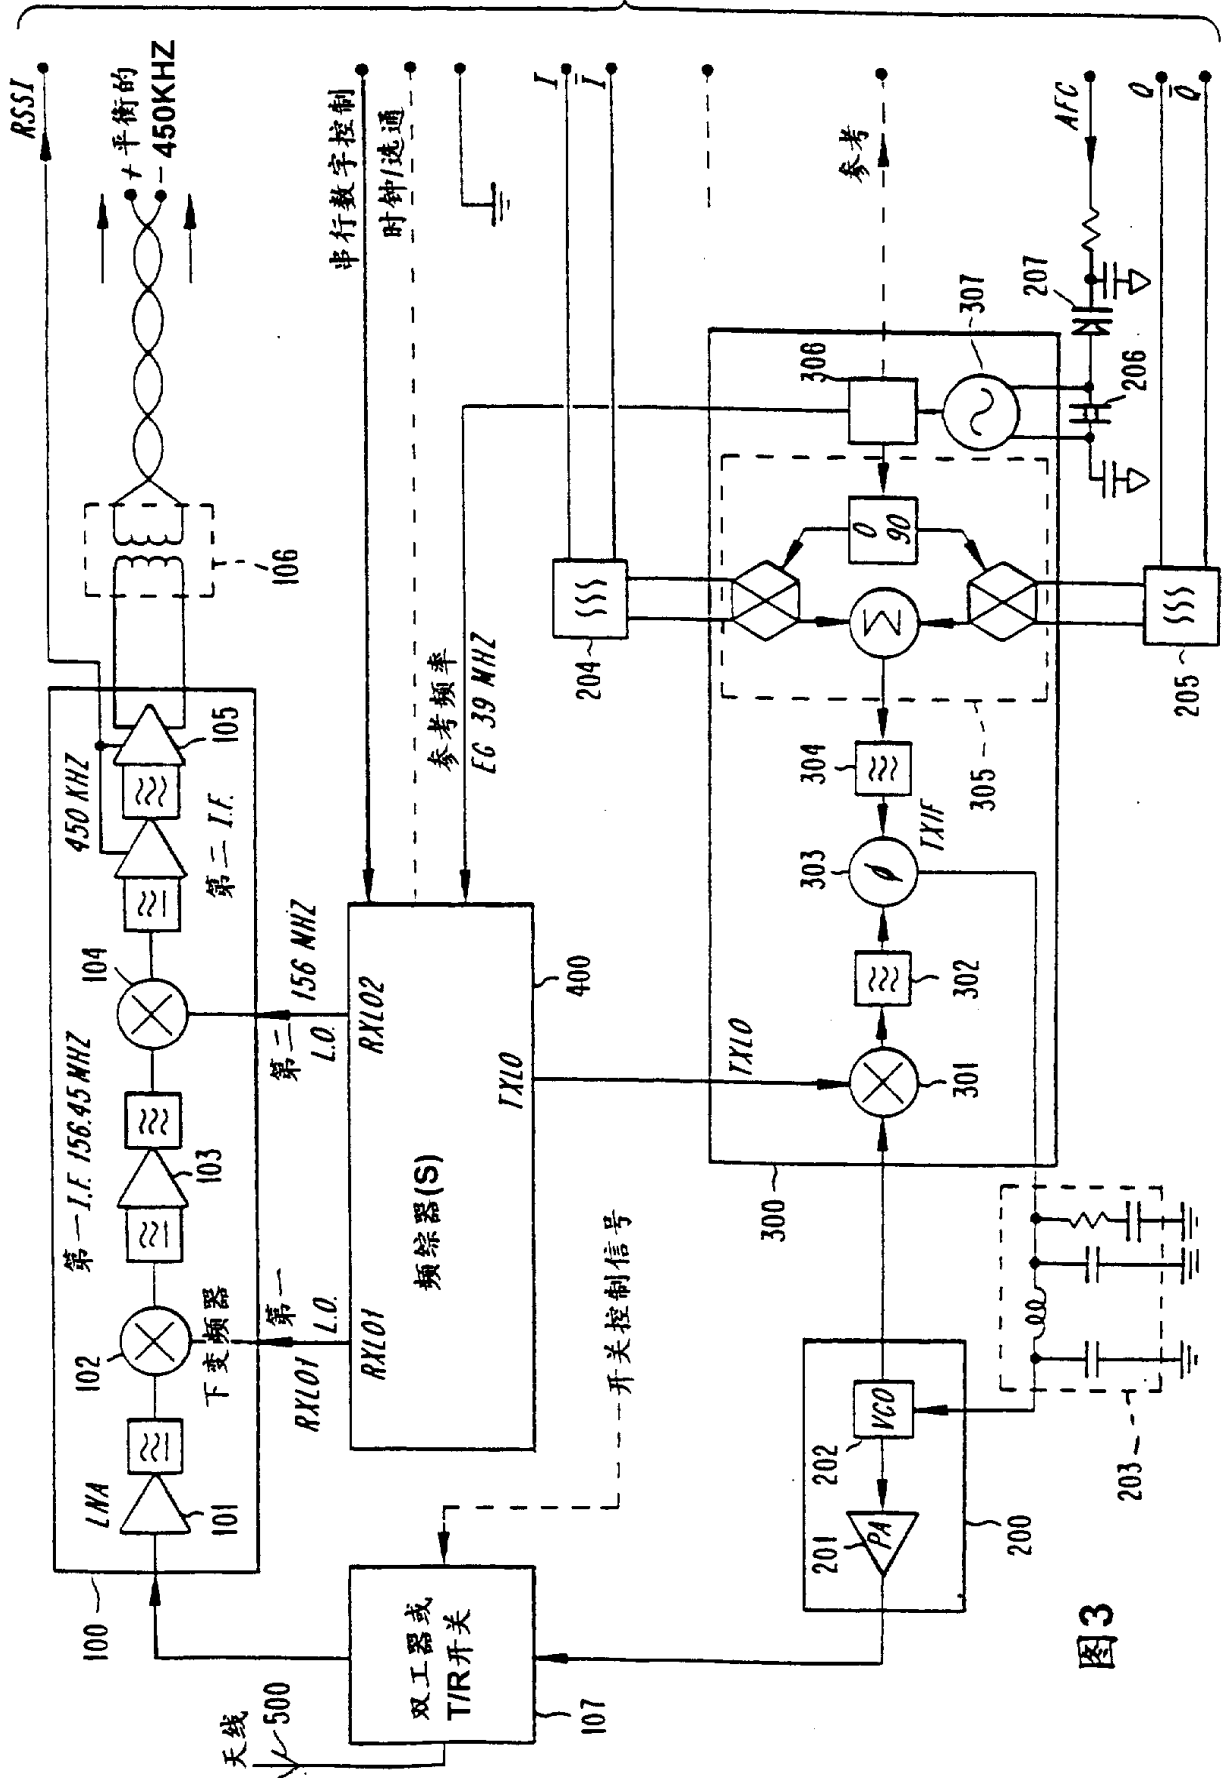 RSSI
+ 平衡的
- 450KHZ
106
450 KHZ
第二 I.F.
105
104
第一 I.F. 156.45 MHZ
103
102
下变频器
LNA
101
100
串行数字控制
时钟/选通
参考频率
EG 39 MHZ
156 MHZ
第二
L.O.
第一
L.O.
RXLO1
RXLO2
TXLO
RXLO1
频综器(S)
400
开关控制信号
双工器或
T/R开关
107
天线
500
I
I̅
204
参考
AFC
Q
Q̅
205
207
206
307
306
0
90
Σ
305
304
TXIF
303
ϕ
302
TXLO
301
300
VCO
202
PA
201
200
203
图3